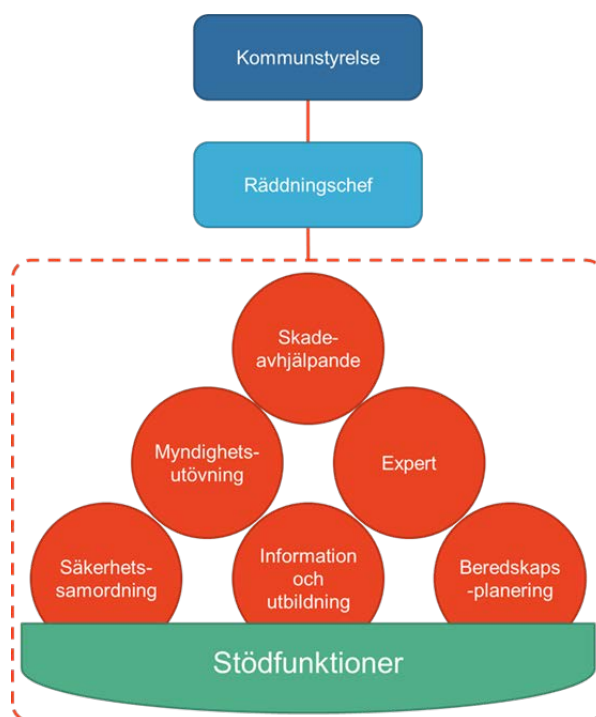 Kommunstyrelse
Räddningschef
Skade-
avhjälpande
Myndighets-
utövning
Expert
Säkerhets-
samordning
Information
och
utbildning
Beredskaps
-planering
Stödfunktioner